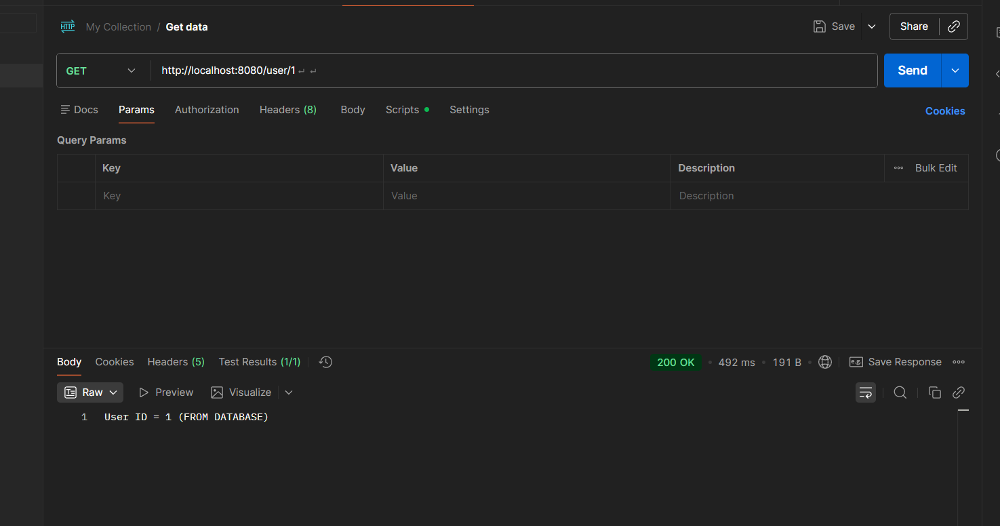 HTTP My Collection / Get data Save Share
GET http://localhost:8080/user/1 ↵ ↵ Send
Docs Params Authorization Headers (8) Body Scripts Settings Cookies
Query Params
Key Value Description Bulk Edit
Key Value Description
Body Cookies Headers (5) Test Results (1/1) 200 OK • 492 ms • 191 B • e.g. Save Response
Raw Preview Visualize
1 User ID = 1 (FROM DATABASE)